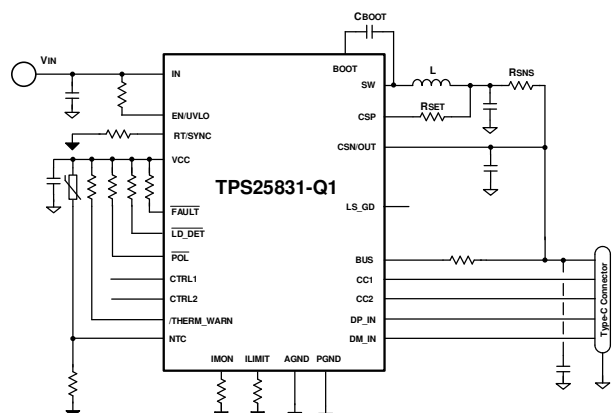 CBOOT
VIN
BOOT
IN
SW
L
RSNS
EN/UVLO
CSP
RSET
RT/SYNC
CSN/OUT
VCC
TPS25831-Q1
LS_GD
FAULT
LD_DET
POL
BUS
CTRL1
CC1
CTRL2
CC2
/THERM_WARN
DP_IN
NTC
DM_IN
Type-C Connector
IMON
ILIMIT
AGND
PGND